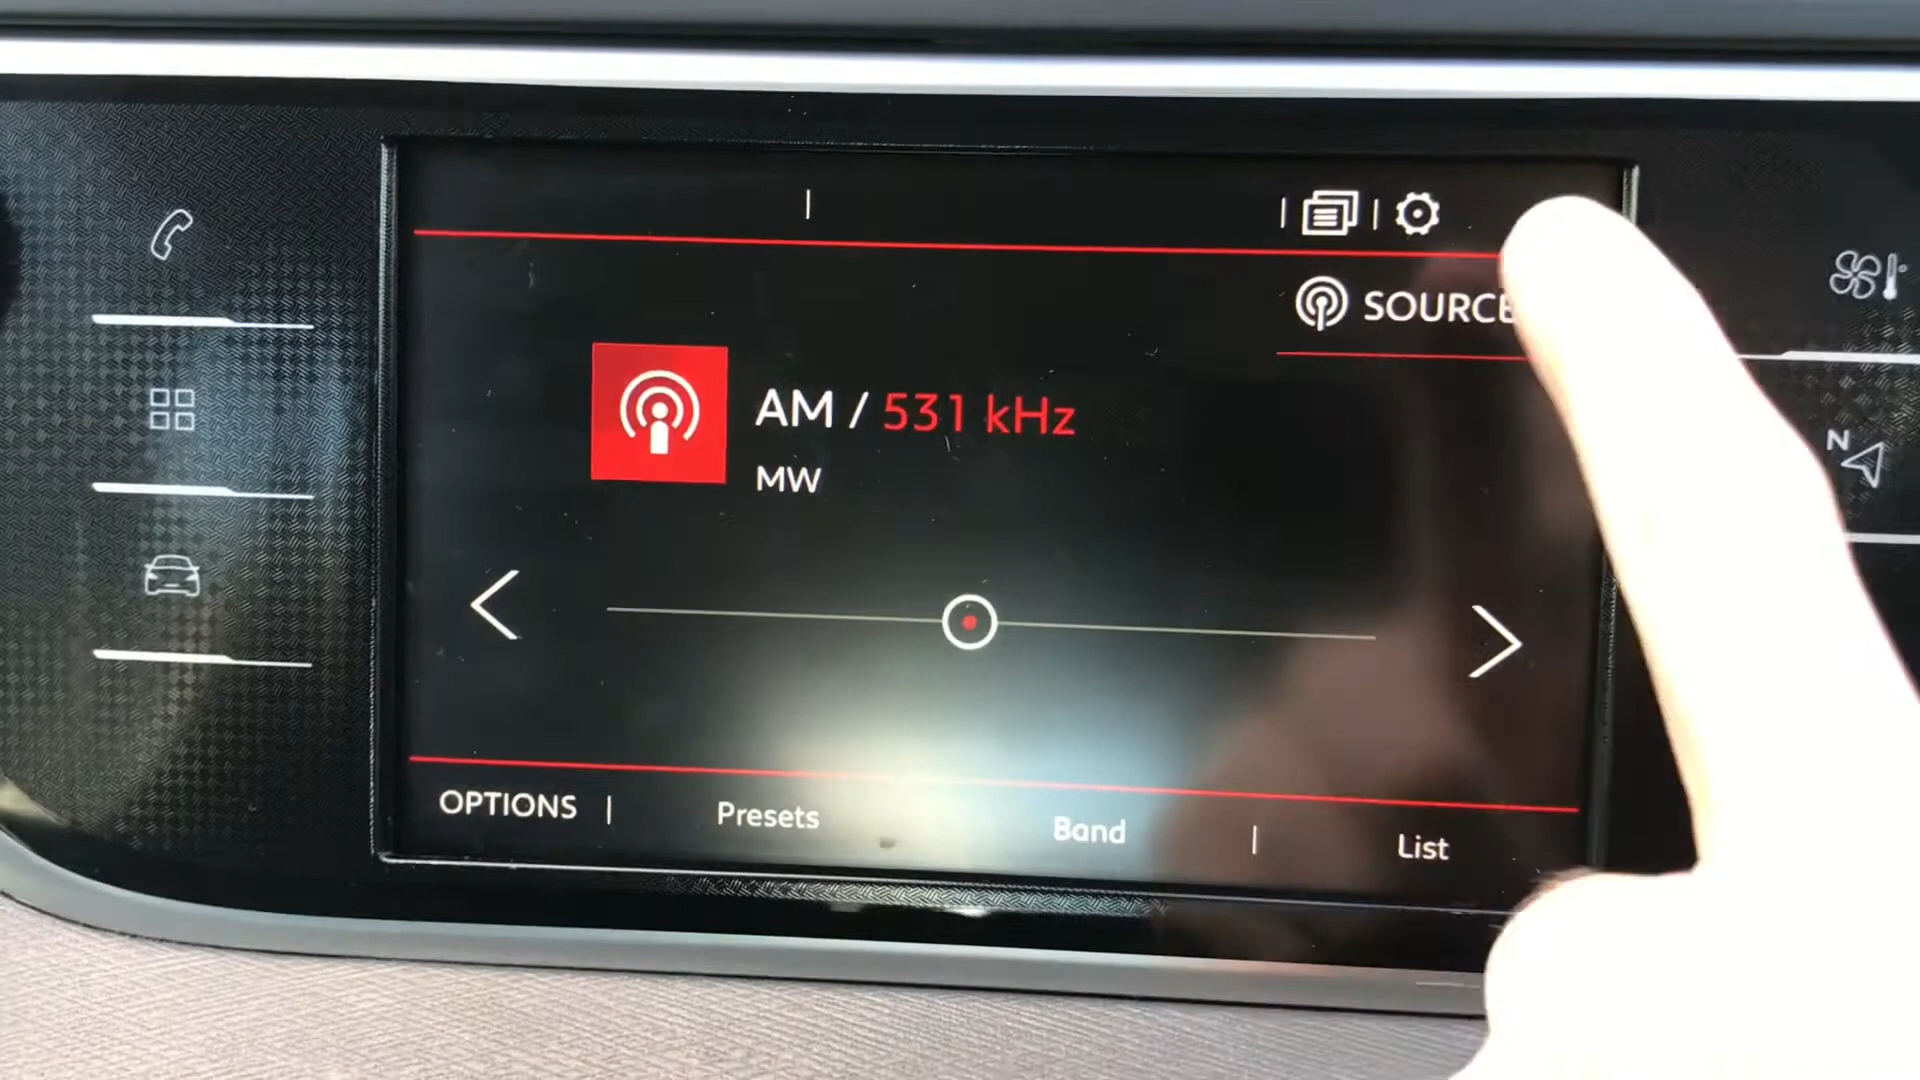 SOURCE
AM / 531 kHz
MW
N
OPTIONS | Presets Band | List